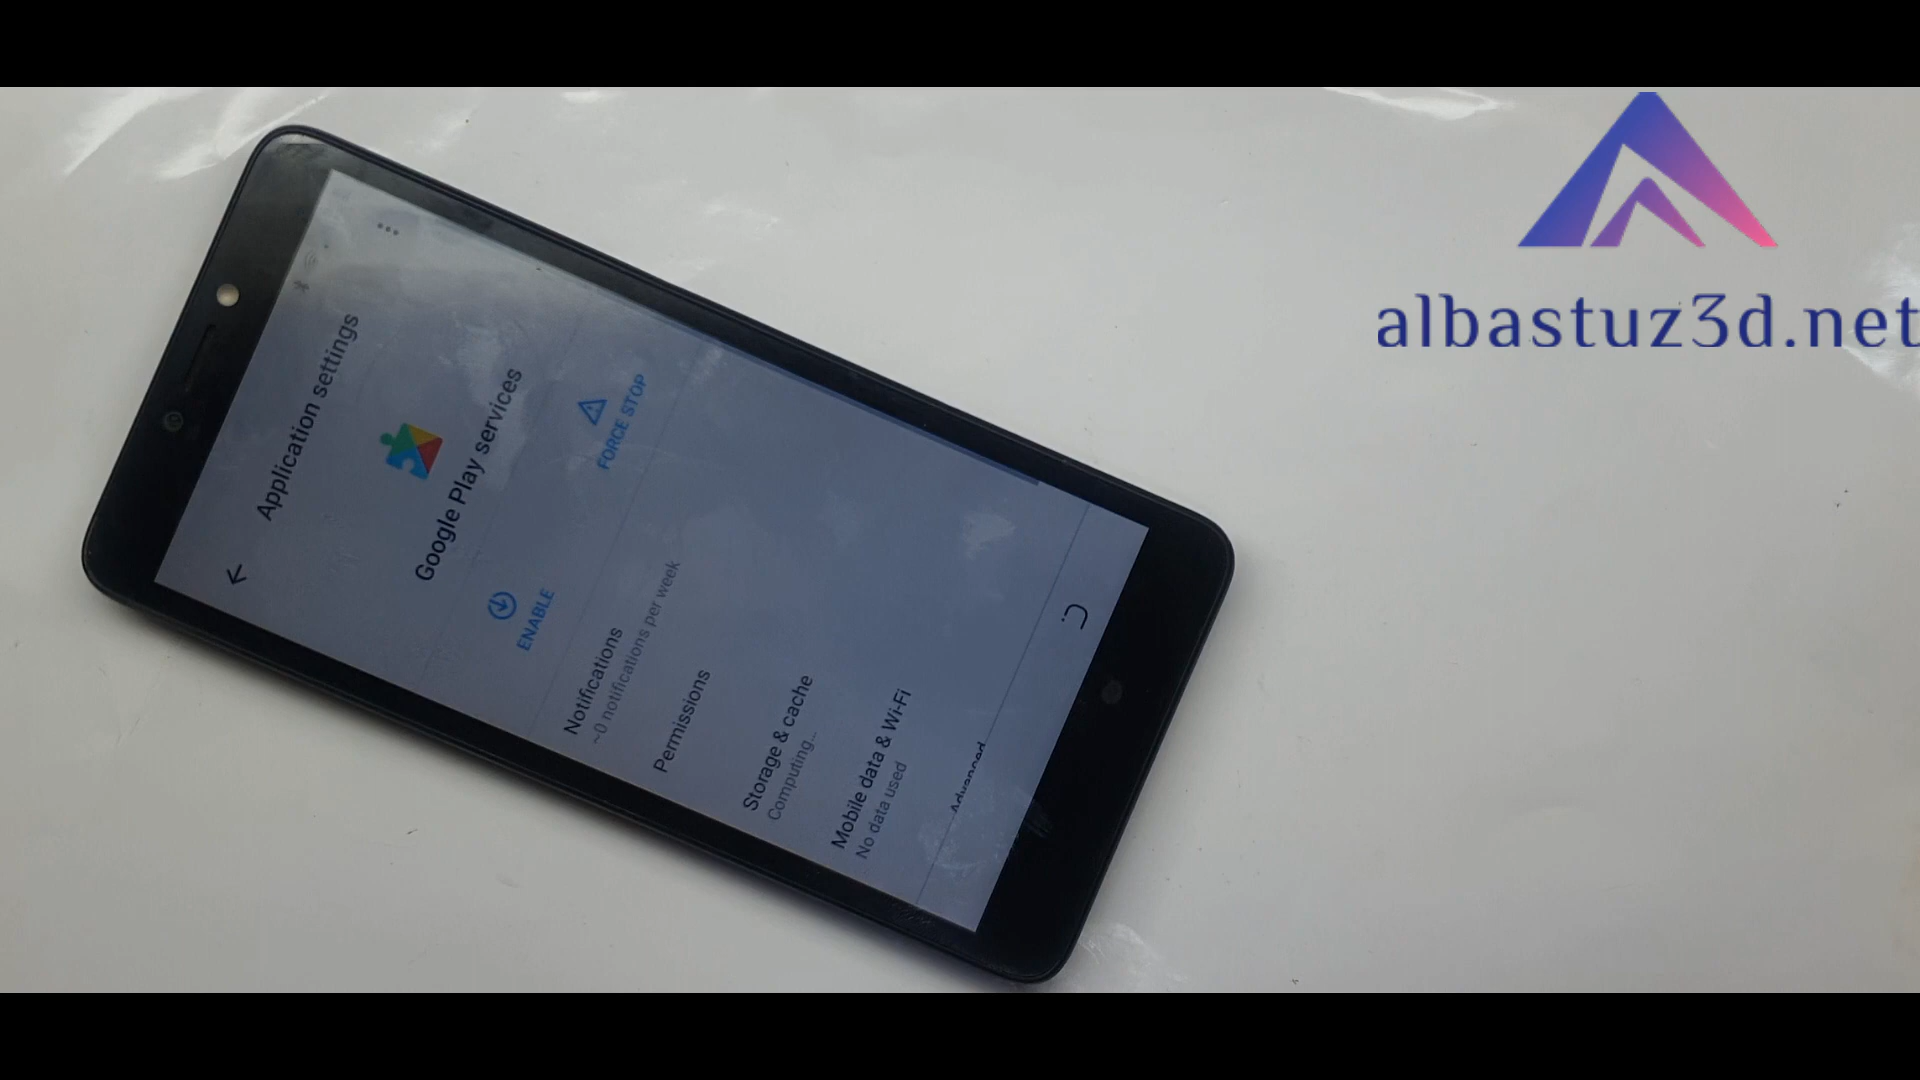 albastuz3d.net
Application settings
Google Play services
ENABLE
FORCE STOP
Notifications
~0 notifications per week
Permissions
Storage & cache
Computing...
Mobile data & Wi-Fi
No data used
Advanced